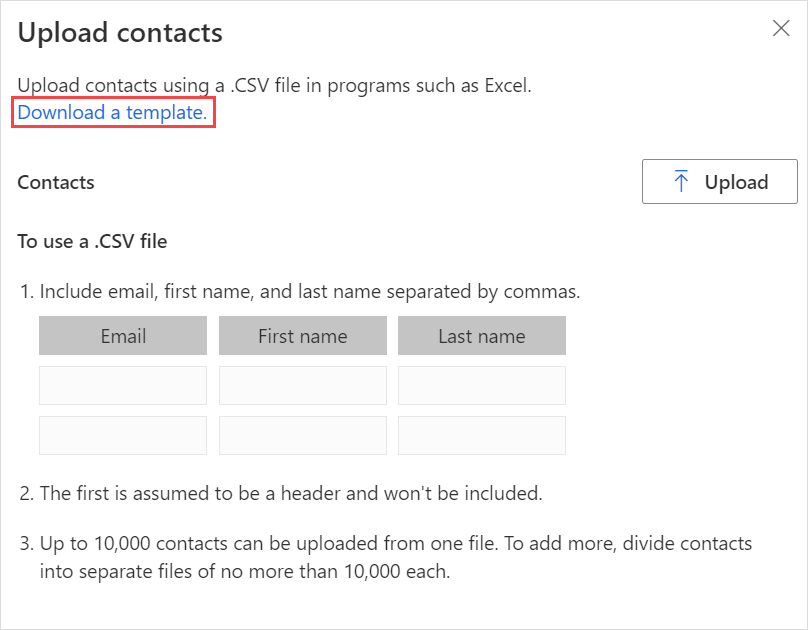 Upload contacts
Upload contacts using a .CSV file in programs such as Excel.
Download a template.
Contacts
Upload
To use a .CSV file
1. Include email, first name, and last name separated by commas.
Email First name Last name
2. The first is assumed to be a header and won't be included.
3. Up to 10,000 contacts can be uploaded from one file. To add more, divide contacts
into separate files of no more than 10,000 each.